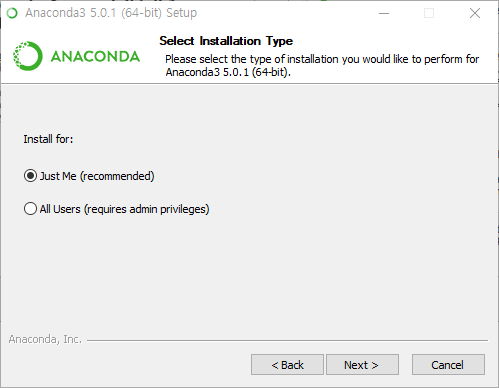 Anaconda3 5.0.1 (64-bit) Setup
ANACONDA
Select Installation Type
Please select the type of installation you would like to perform for
Anaconda3 5.0.1 (64-bit).
Install for:
Just Me (recommended)
All Users (requires admin privileges)
Anaconda, Inc.
< Back
Next >
Cancel